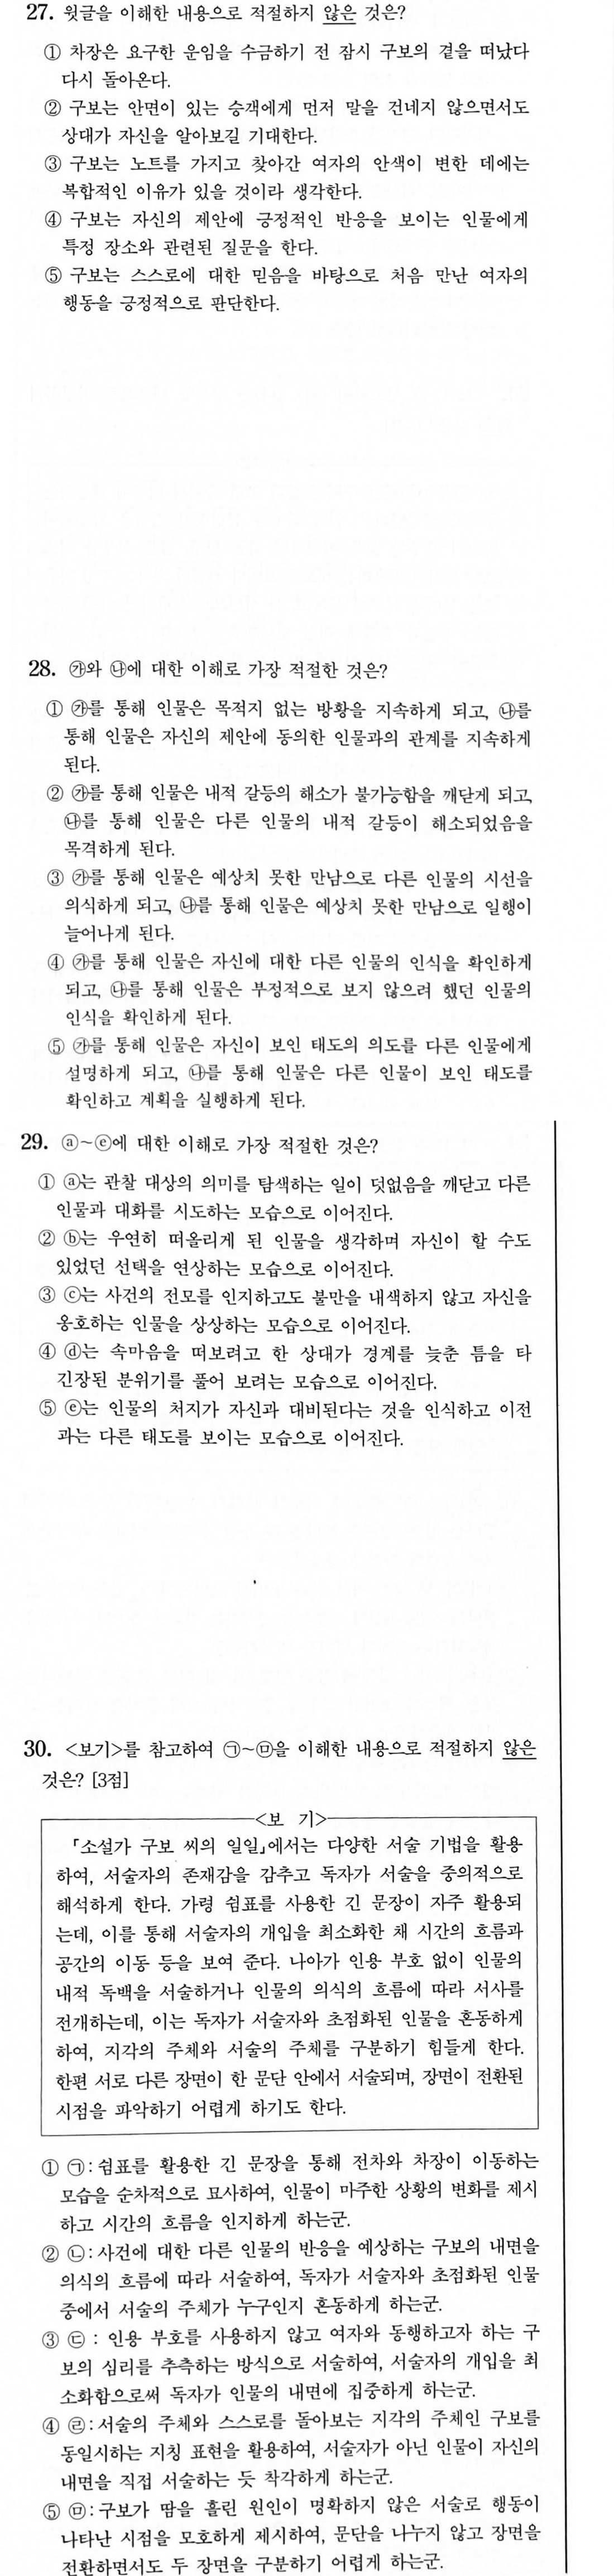 27. 윗글을 이해한 내용으로 적절하지 않은 것은?
① 차장은 요구한 운임을 수금하기 전 잠시 구보의 곁을 떠났다
다시 돌아온다.
② 구보는 안면이 있는 승객에게 먼저 말을 건네지 않으면서도
상대가 자신을 알아보길 기대한다.
③ 구보는 노트를 가지고 찾아간 여자의 안색이 변한 데에는
복합적인 이유가 있을 것이라 생각한다.
④ 구보는 자신의 제안에 긍정적인 반응을 보이는 인물에게
특정 장소와 관련된 질문을 한다.
⑤ 구보는 스스로에 대한 믿음을 바탕으로 처음 만난 여자의
행동을 긍정적으로 판단한다.
28. ㉮와 ㉯에 대한 이해로 가장 적절한 것은?
① ㉮를 통해 인물은 목적지 없는 방황을 지속하게 되고, ㉯를
통해 인물은 자신의 제안에 동의한 인물과의 관계를 지속하게
된다.
② ㉮를 통해 인물은 내적 갈등의 해소가 불가능함을 깨닫게 되고,
㉯를 통해 인물은 다른 인물의 내적 갈등이 해소되었음을
목격하게 된다.
③ ㉮를 통해 인물은 예상치 못한 만남으로 다른 인물의 시선을
의식하게 되고, ㉯를 통해 인물은 예상치 못한 만남으로 일행이
늘어나게 된다.
④ ㉮를 통해 인물은 자신에 대한 다른 인물의 인식을 확인하게
되고, ㉯를 통해 인물은 부정적으로 보지 않으려 했던 인물의
인식을 확인하게 된다.
⑤ ㉮를 통해 인물은 자신이 보인 태도의 의도를 다른 인물에게
설명하게 되고, ㉯를 통해 인물은 다른 인물이 보인 태도를
확인하고 계획을 실행하게 된다.
29. ⓐ~ⓔ에 대한 이해로 가장 적절한 것은?
① ⓐ는 관찰 대상의 의미를 탐색하는 일이 덧없음을 깨닫고 다른
인물과 대화를 시도하는 모습으로 이어진다.
② ⓑ는 우연히 떠올리게 된 인물을 생각하며 자신이 할 수도
있었던 선택을 연상하는 모습으로 이어진다.
③ ⓒ는 사건의 전모를 인지하고도 불만을 내색하지 않고 자신을
옹호하는 인물을 상상하는 모습으로 이어진다.
④ ⓓ는 속마음을 떠보려고 한 상대가 경계를 늦춘 틈을 타
긴장된 분위기를 풀어 보려는 모습으로 이어진다.
⑤ ⓔ는 인물의 처지가 자신과 대비된다는 것을 인식하고 이전
과는 다른 태도를 보이는 모습으로 이어진다.
30. <보기>를 참고하여 ㉠~㉤을 이해한 내용으로 적절하지 않은
것은? [3점]
<보 기>
「소설가 구보 씨의 일일」에서는 다양한 서술 기법을 활용
하여, 서술자의 존재감을 감추고 독자가 서술을 중의적으로
해석하게 한다. 가령 쉼표를 사용한 긴 문장이 자주 활용되
는데, 이를 통해 서술자의 개입을 최소화한 채 시간의 흐름과
공간의 이동 등을 보여 준다. 나아가 인용 부호 없이 인물의
내적 독백을 서술하거나 인물의 의식의 흐름에 따라 서사를
전개하는데, 이는 독자가 서술자와 초점화된 인물을 혼동하게
하여, 지각의 주체와 서술의 주체를 구분하기 힘들게 한다.
한편 서로 다른 장면이 한 문단 안에서 서술되며, 장면이 전환된
시점을 파악하기 어렵게 하기도 한다.
① ㉠: 쉼표를 활용한 긴 문장을 통해 전차와 차장이 이동하는
모습을 순차적으로 묘사하여, 인물이 마주한 상황의 변화를 제시
하고 시간의 흐름을 인지하게 하는군.
② ㉡: 사건에 대한 다른 인물의 반응을 예상하는 구보의 내면을
의식의 흐름에 따라 서술하여, 독자가 서술자와 초점화된 인물
중에서 서술의 주체가 누구인지 혼동하게 하는군.
③ ㉢ : 인용 부호를 사용하지 않고 여자와 동행하고자 하는 구
보의 심리를 추측하는 방식으로 서술하여, 서술자의 개입을 최
소화함으로써 독자가 인물의 내면에 집중하게 하는군.
④ ㉣: 서술의 주체와 스스로를 돌아보는 지각의 주체인 구보를
동일시하는 지칭 표현을 활용하여, 서술자가 아닌 인물이 자신의
내면을 직접 서술하는 듯 착각하게 하는군.
⑤ ㉤: 구보가 땀을 흘린 원인이 명확하지 않은 서술로 행동이
나타난 시점을 모호하게 제시하여, 문단을 나누지 않고 장면을
전환하면서도 두 장면을 구분하기 어렵게 하는군.